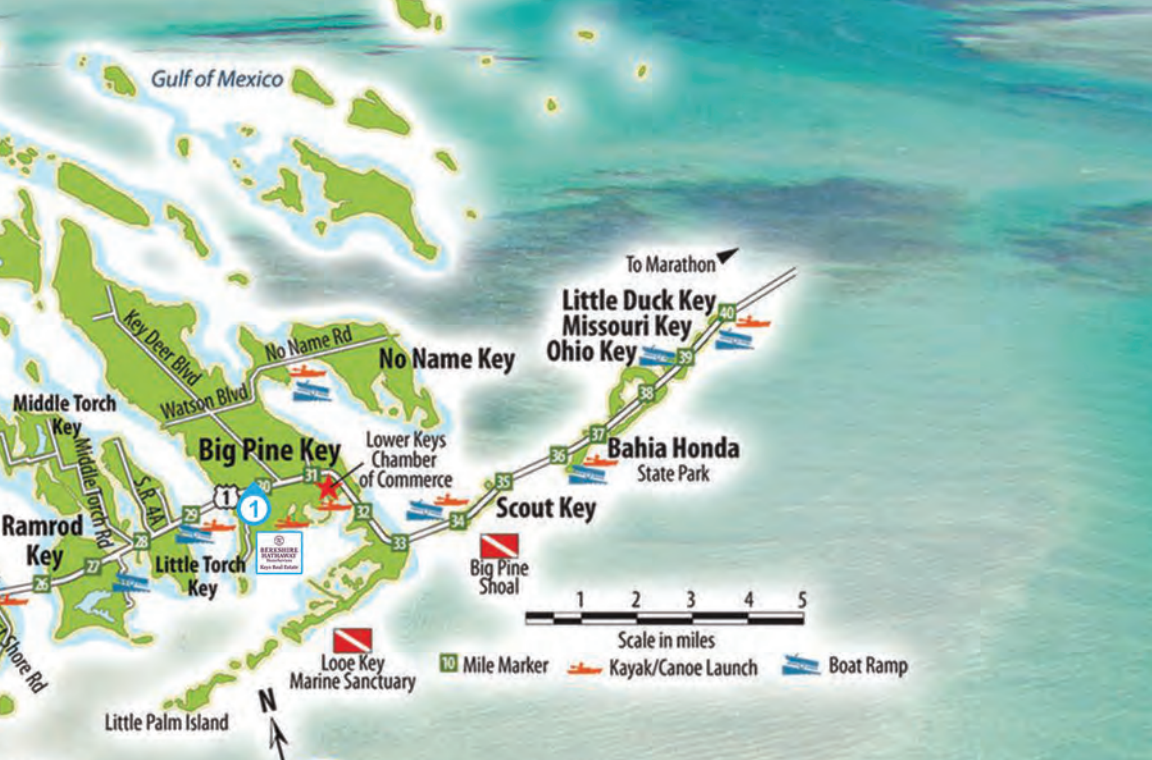 Gulf of Mexico
To Marathon
Little Duck Key
40
Missouri Key
Ohio Key
39
Key Deer Blvd
No Name Rd
No Name Key
38
Watson Blvd
Middle Torch
Key
37
Bahia Honda
State Park
36
Big Pine Key
Lower Keys
Chamber
of Commerce
31
30
35
Scout Key
Middle Torch Rd
S.R. 4A
1
1
29
32
34
33
28
Ramrod
Key
27
26
Little Torch
Key
BERKSHIRE
HATHAWAY
HomeServices
Keys Real Estate
Big Pine
Shoal
1 2 3 4 5
Scale in miles
Shore Rd
Looe Key
Marine Sanctuary
10 Mile Marker
Kayak/Canoe Launch
Boat Ramp
Little Palm Island
N